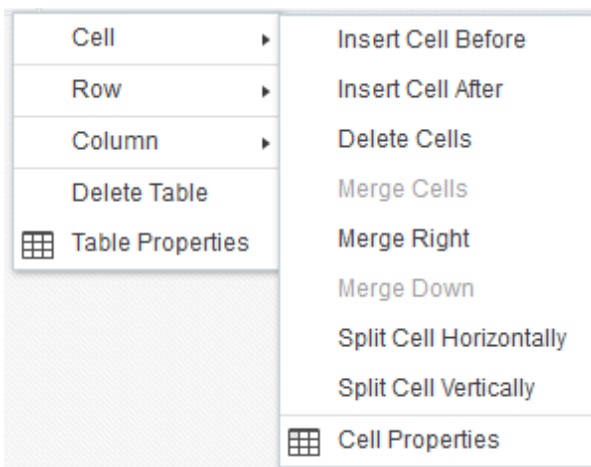 Cell
Row
Column
Delete Table
Table Properties
Insert Cell Before
Insert Cell After
Delete Cells
Merge Cells
Merge Right
Merge Down
Split Cell Horizontally
Split Cell Vertically
Cell Properties